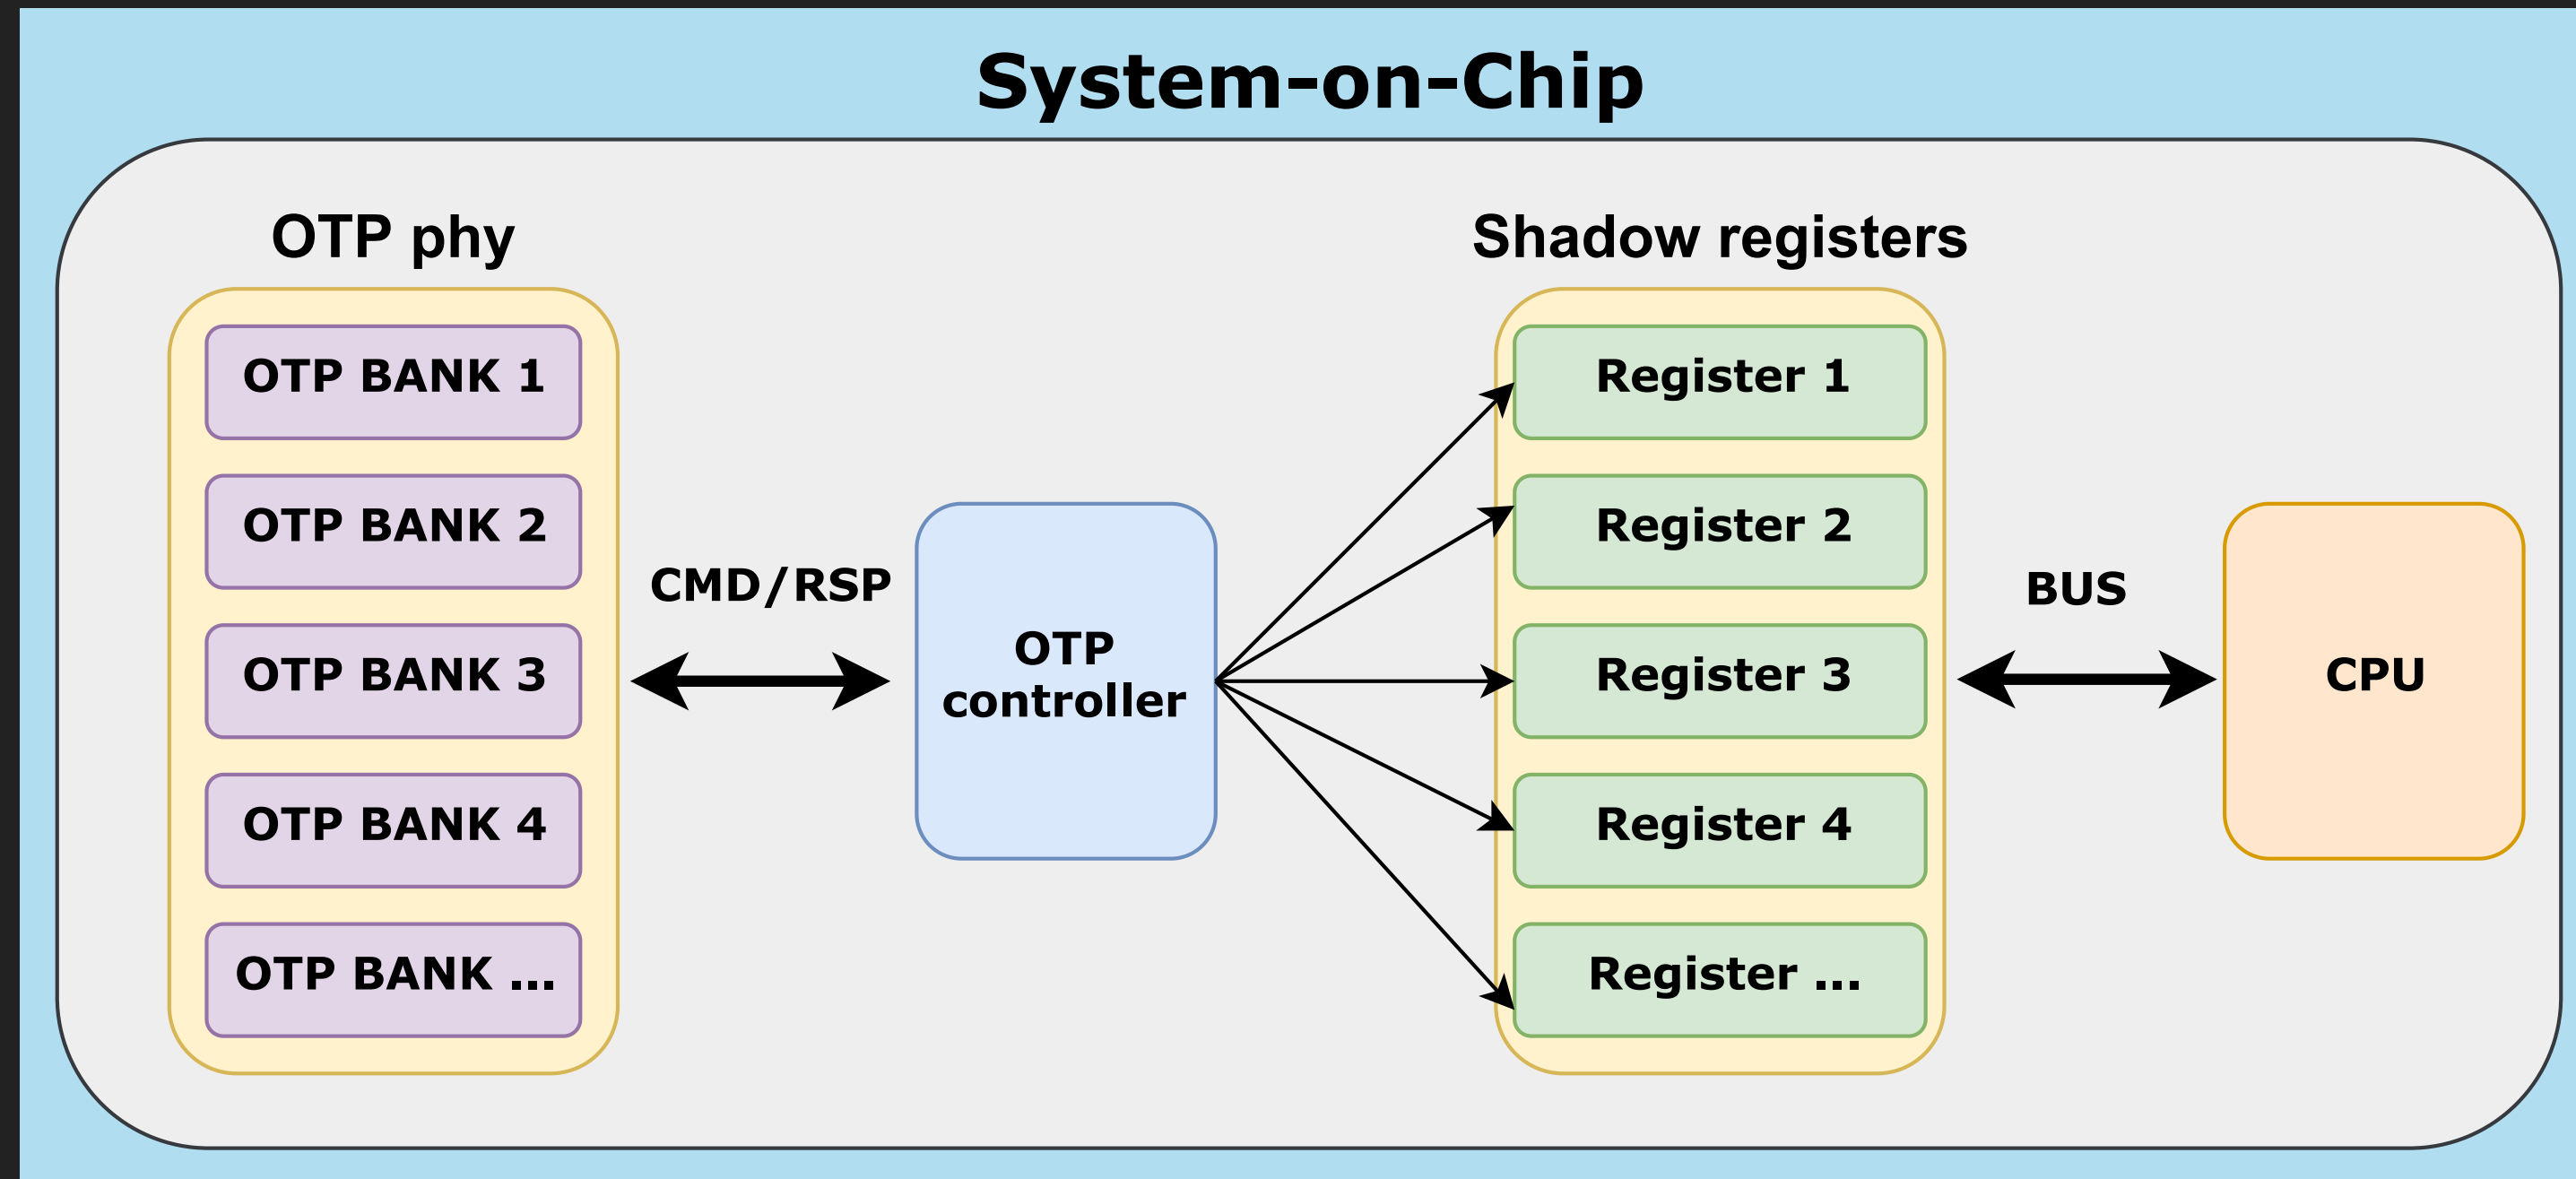 System-on-Chip
OTP phy
OTP BANK 1
OTP BANK 2
OTP BANK 3
OTP BANK 4
OTP BANK ...
CMD/RSP
OTP
controller
Shadow registers
Register 1
Register 2
Register 3
Register 4
Register ...
BUS
CPU